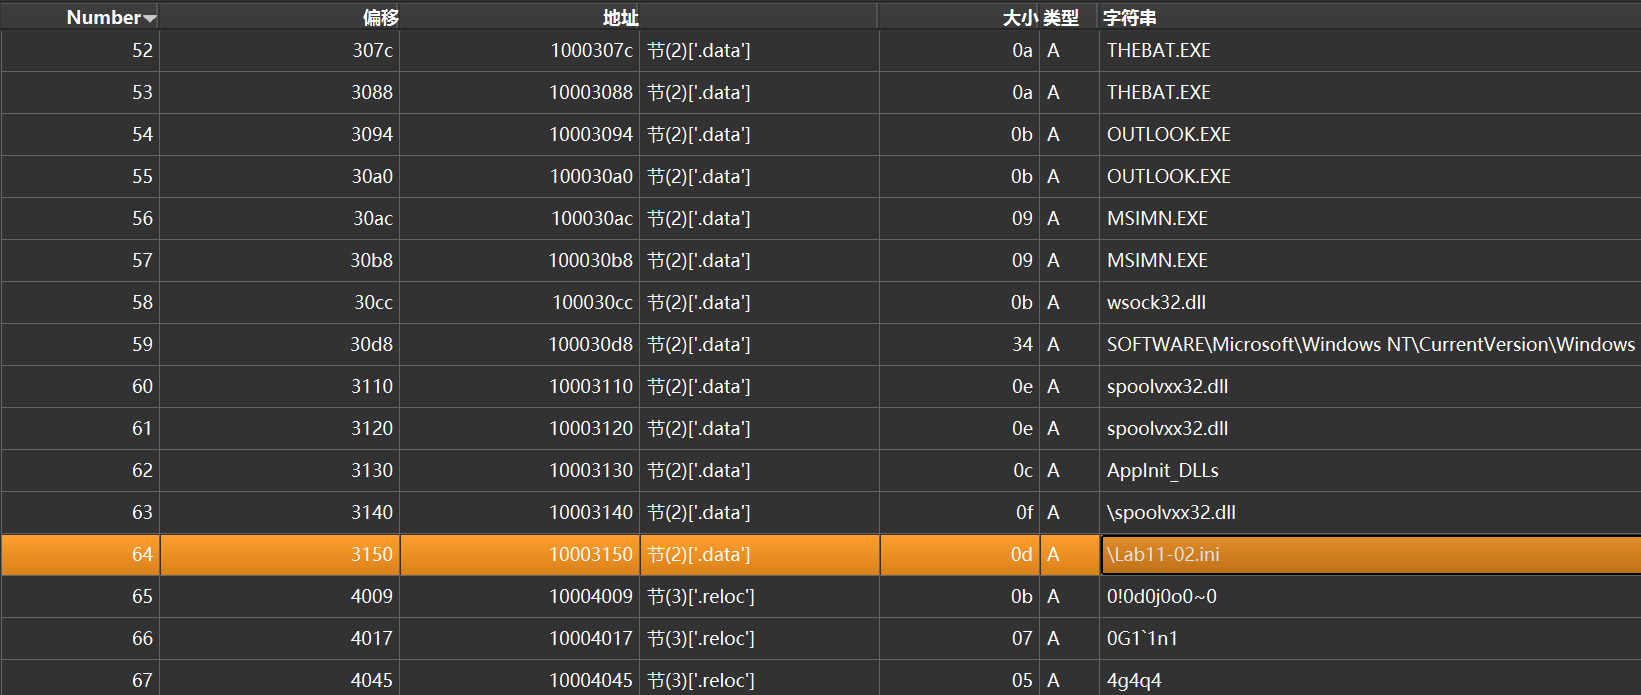 Number 偏移 地址 大小 类型 字符串
52 307c 1000307c 节(2)['.data'] 0a A THEBAT.EXE
53 3088 10003088 节(2)['.data'] 0a A THEBAT.EXE
54 3094 10003094 节(2)['.data'] 0b A OUTLOOK.EXE
55 30a0 100030a0 节(2)['.data'] 0b A OUTLOOK.EXE
56 30ac 100030ac 节(2)['.data'] 09 A MSIMN.EXE
57 30b8 100030b8 节(2)['.data'] 09 A MSIMN.EXE
58 30cc 100030cc 节(2)['.data'] 0b A wsock32.dll
59 30d8 100030d8 节(2)['.data'] 34 A SOFTWARE\Microsoft\Windows NT\CurrentVersion\Windows
60 3110 10003110 节(2)['.data'] 0e A spoolvxx32.dll
61 3120 10003120 节(2)['.data'] 0e A spoolvxx32.dll
62 3130 10003130 节(2)['.data'] 0c A AppInit_DLLs
63 3140 10003140 节(2)['.data'] 0f A \spoolvxx32.dll
64 3150 10003150 节(2)['.data'] 0d A \Lab11-02.ini
65 4009 10004009 节(3)['.reloc'] 0b A 0!0d0j0o0~0
66 4017 10004017 节(3)['.reloc'] 07 A 0G1`1n1
67 4045 10004045 节(3)['.reloc'] 05 A 4g4q4